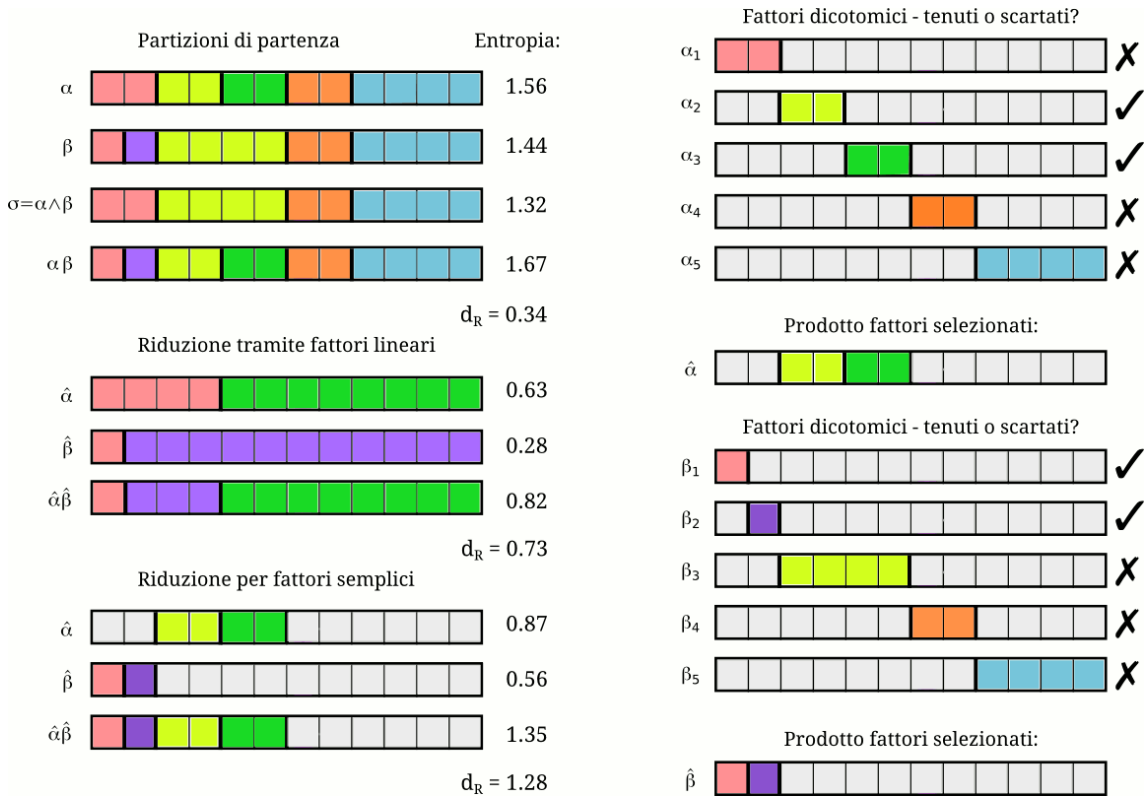 Partizioni di partenza Entropia:
α 1.56
β 1.44
σ=α∧β 1.32
αβ 1.67
d_R = 0.34
Riduzione tramite fattori lineari
α̂ 0.63
β̂ 0.28
α̂β̂ 0.82
d_R = 0.73
Riduzione per fattori semplici
α̂ 0.87
β̂ 0.56
α̂β̂ 1.35
d_R = 1.28
Fattori dicotomici - tenuti o scartati?
α₁ ✗
α₂ ✓
α₃ ✓
α₄ ✗
α₅ ✗
Prodotto fattori selezionati:
α̂
Fattori dicotomici - tenuti o scartati?
β₁ ✓
β₂ ✓
β₃ ✗
β₄ ✗
β₅ ✗
Prodotto fattori selezionati:
β̂